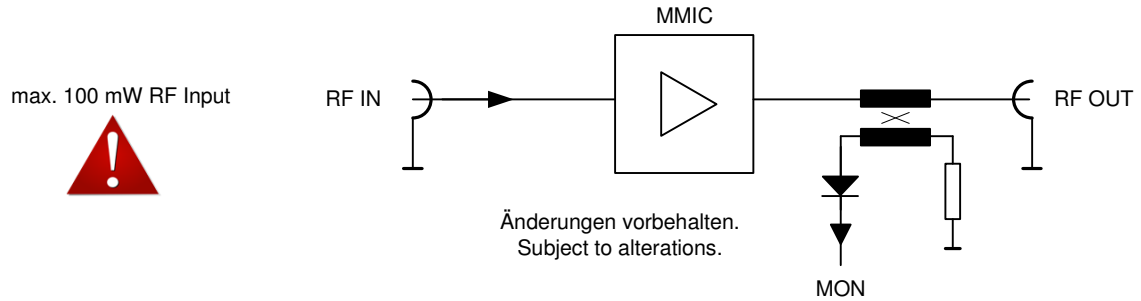 MMIC
max. 100 mW RF Input
RF IN
RF OUT
Änderungen vorbehalten.
Subject to alterations.
MON